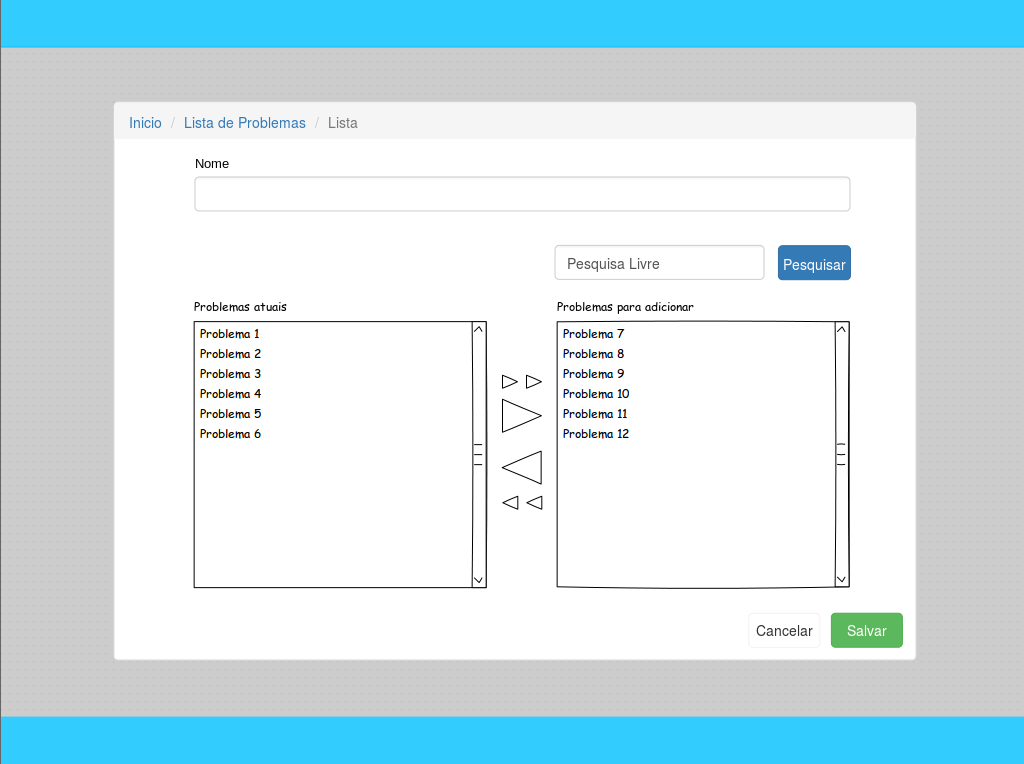 Inicio / Lista de Problemas / Lista
Nome
Pesquisa Livre
Pesquisar
Problemas atuais
Problema 1
Problema 2
Problema 3
Problema 4
Problema 5
Problema 6
Problemas para adicionar
Problema 7
Problema 8
Problema 9
Problema 10
Problema 11
Problema 12
Cancelar
Salvar